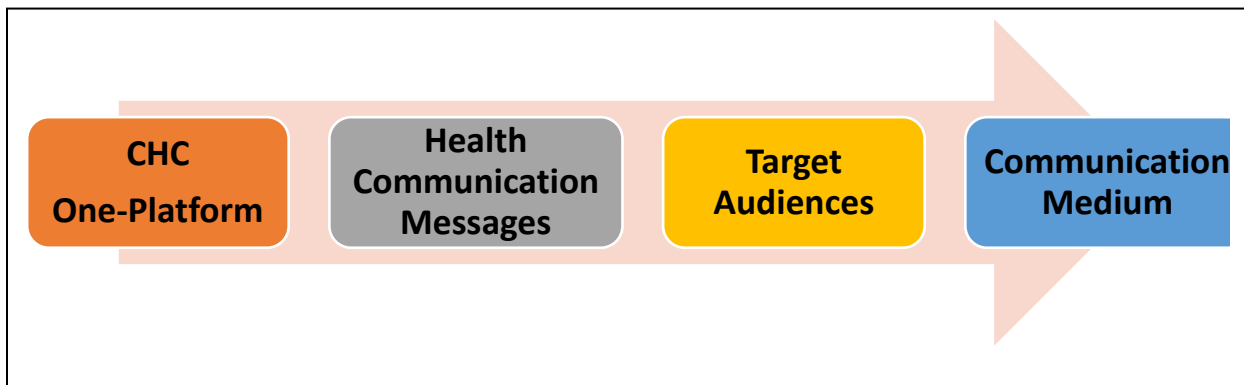 CHC
One-Platform
Health
Communication
Messages
Target
Audiences
Communication
Medium